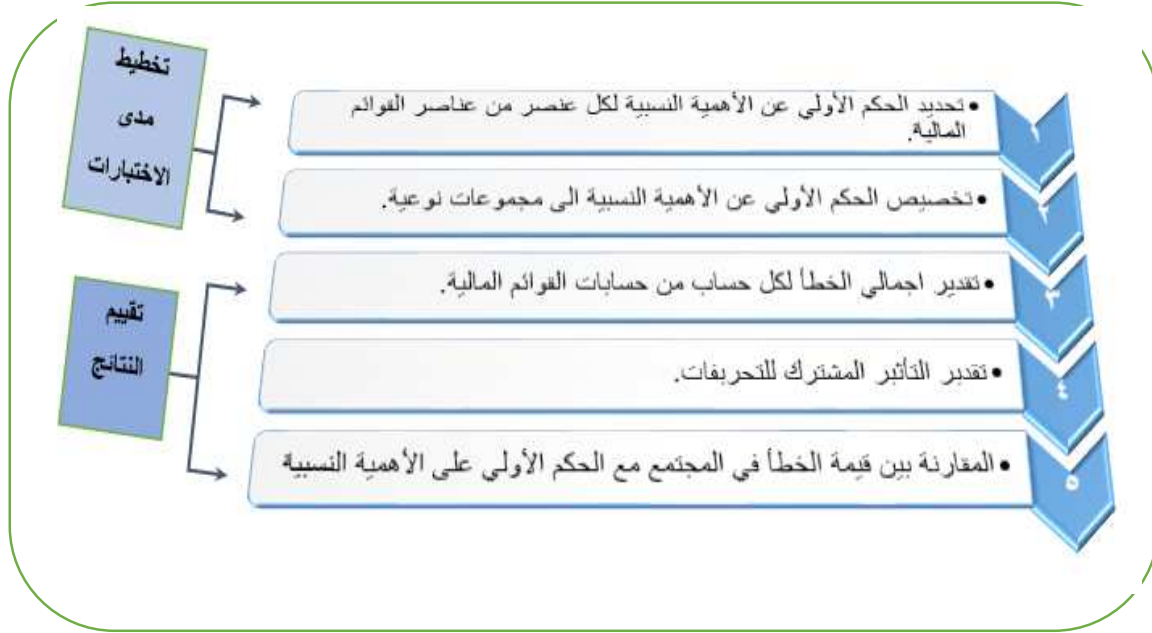 تخطيط
مدى
الاختبارات
١
•تحديد الحكم الأولي عن الأهمية النسبية لكل عنصر من عناصر القوائم
المالية.
٢
•تخصيص الحكم الأولي عن الأهمية النسبية الى مجموعات نوعية.
تقييم
النتائج
٣
•تقدير اجمالي الخطأ لكل حساب من حسابات القوائم المالية.
٤
•تقدير التأثير المشترك للتحريفات.
٥
•المقارنة بين قيمة الخطأ في المجتمع مع الحكم الأولي على الأهمية النسبية